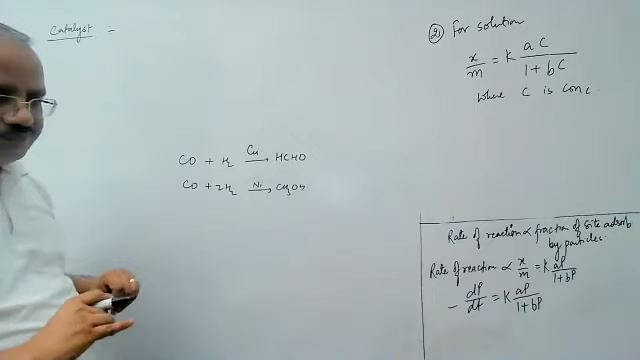 Catalyst :-
CO + H₂ —Cu→ HCHO
CO + 2H₂ —Ni→ CH₃OH
② For solution
x/m = K aC/(1 + bC)
Where C is Conc.
Rate of reaction ∝ fraction of site adsorb
by particles.
Rate of reaction ∝ x/m = K aP/(1+bP)
- dP/dt = K aP/(1+bP)